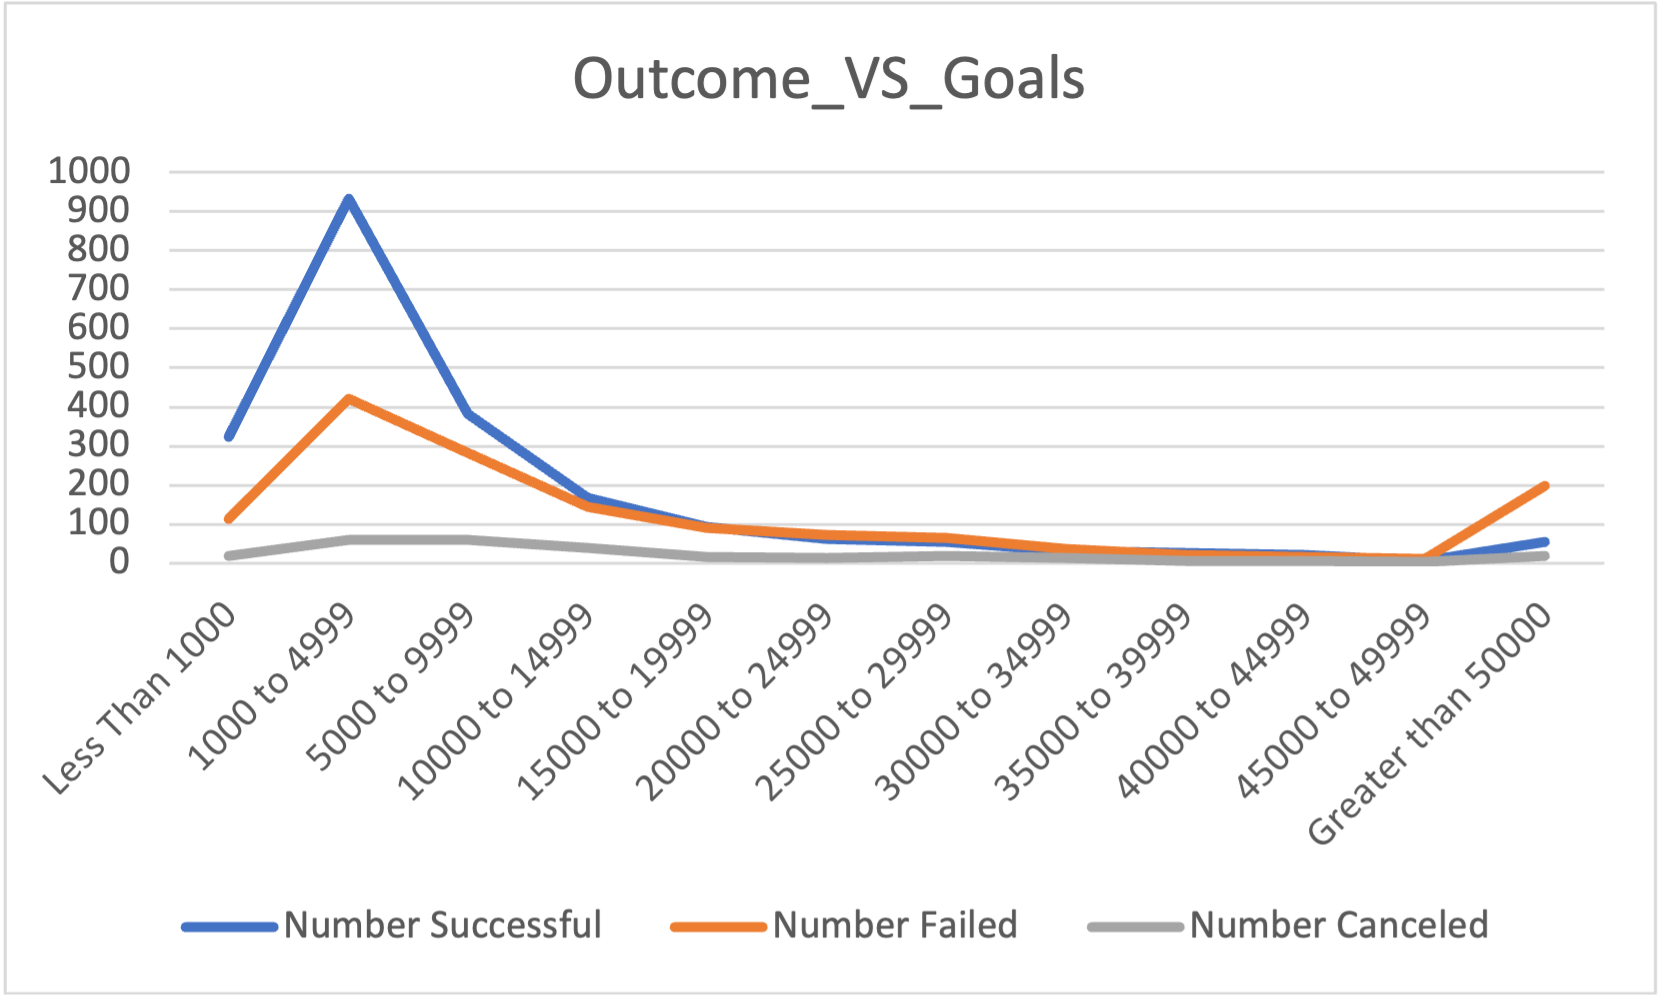 Outcome_VS_Goals
1000
900
800
700
600
500
400
300
200
100
0
Less Than 1000
1000 to 4999
5000 to 9999
10000 to 14999
15000 to 19999
20000 to 24999
25000 to 29999
30000 to 34999
35000 to 39999
40000 to 44999
45000 to 49999
Greater than 50000
Number Successful
Number Failed
Number Canceled